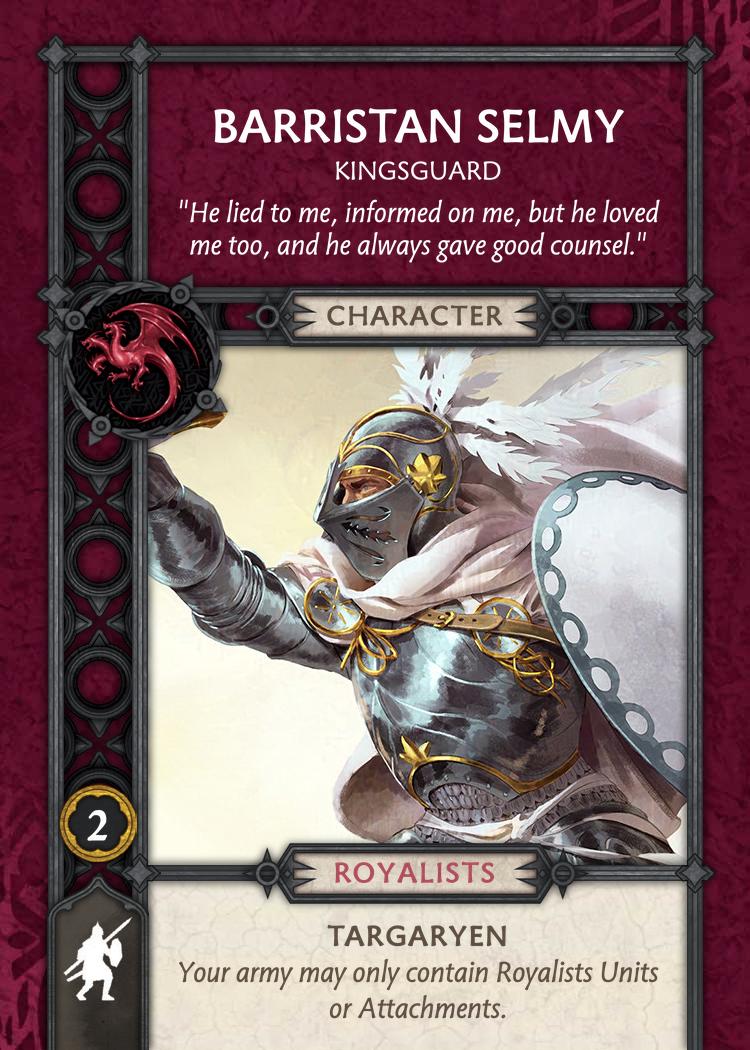 BARRISTAN SELMY
KINGSGUARD
"He lied to me, informed on me, but he loved
me too, and he always gave good counsel."
CHARACTER
2
ROYALISTS
TARGARYEN
Your army may only contain Royalists Units
or Attachments.